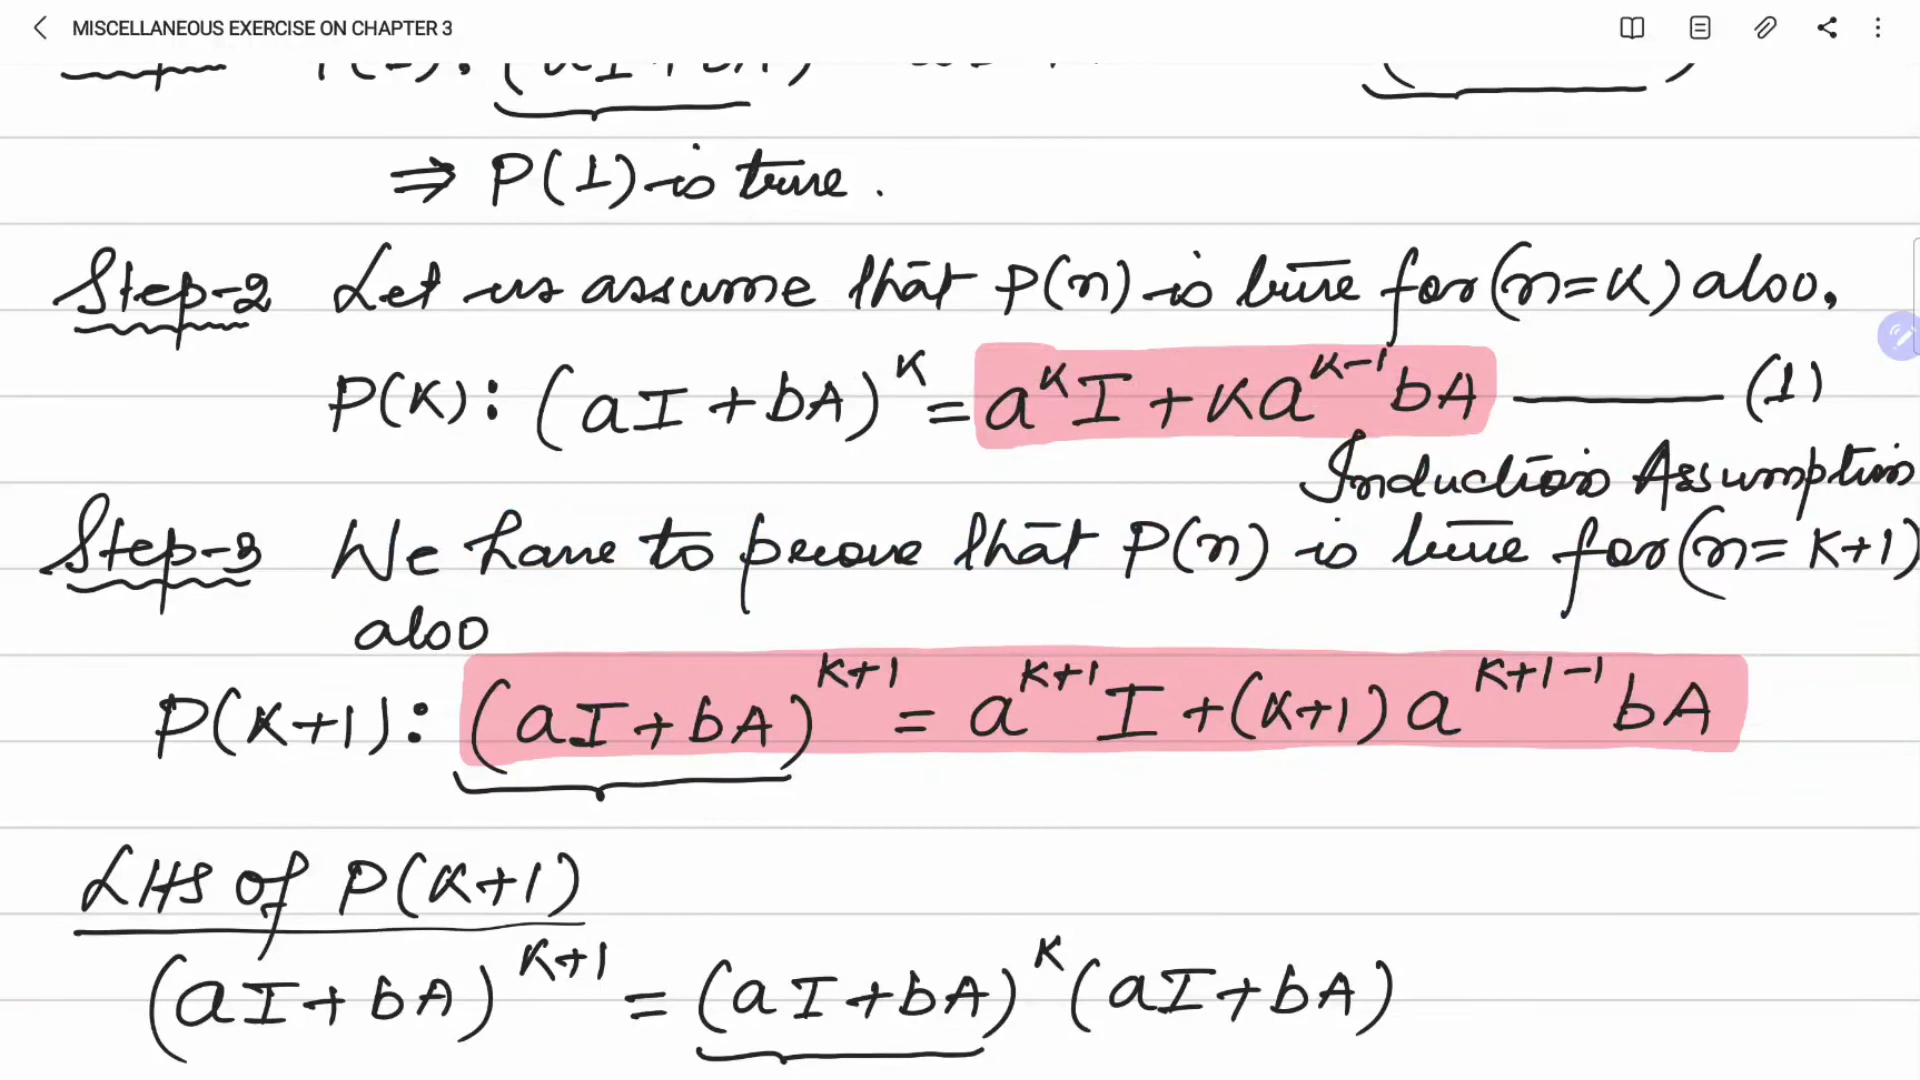 MISCELLANEOUS EXERCISE ON CHAPTER 3
⇒ P(1) is true.
Step-2 Let us assume that P(n) is true for (n=K) also,
P(K): (aI+bA)^K = a^K I + Ka^(K-1) bA ——— (1)
Induction Assumption
Step-3 We have to prove that P(n) is true for (n=K+1)
also
P(K+1): (aI+bA)^(K+1) = a^(K+1) I + (K+1) a^(K+1-1) bA
LHS of P(K+1)
(aI+bA)^(K+1) = (aI+bA)^K (aI+bA)